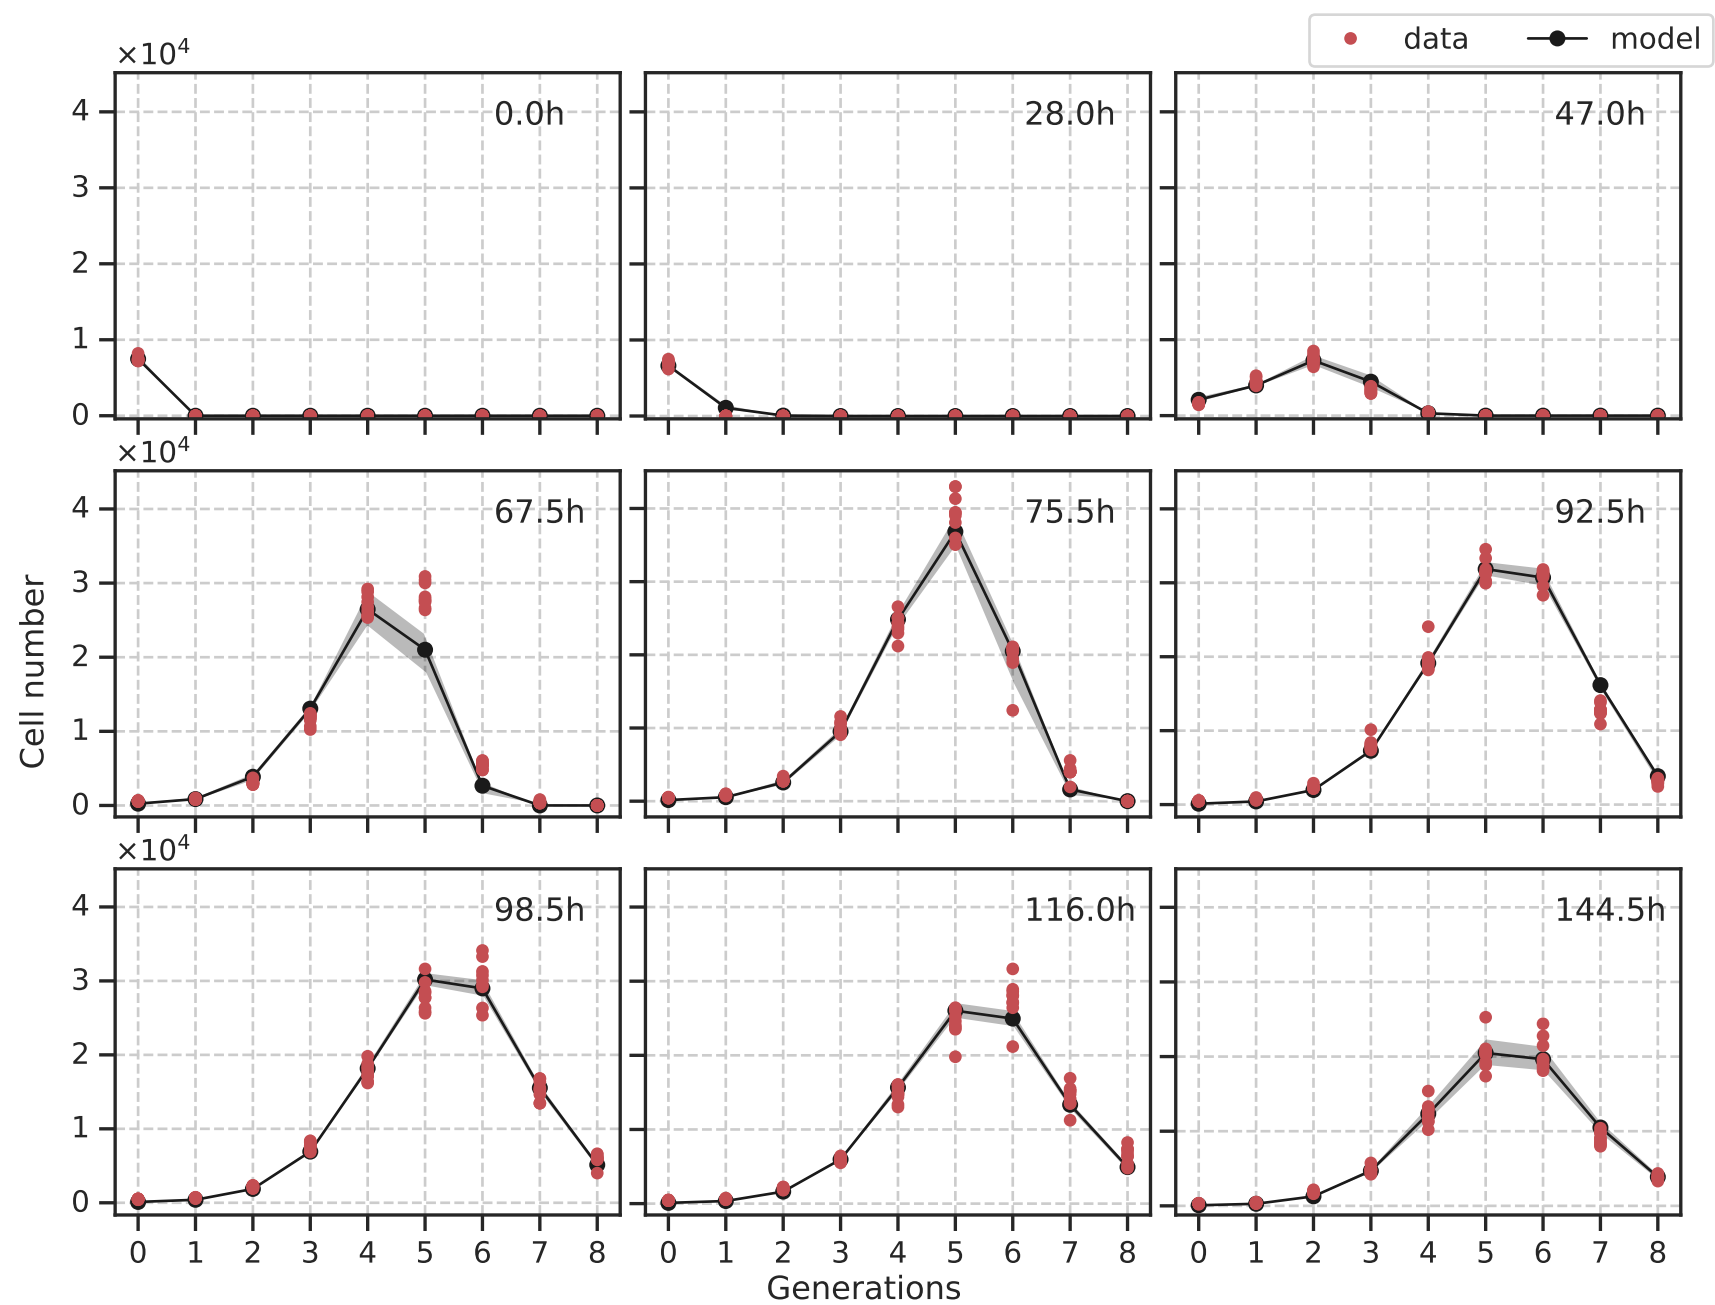 data model
×10⁴
4 3 2 1 0
0.0h 28.0h 47.0h
×10⁴
4 3 2 1 0
67.5h 75.5h 92.5h
Cell number
×10⁴
4 3 2 1 0
98.5h 116.0h 144.5h
0 1 2 3 4 5 6 7 8 0 1 2 3 4 5 6 7 8 0 1 2 3 4 5 6 7 8
Generations